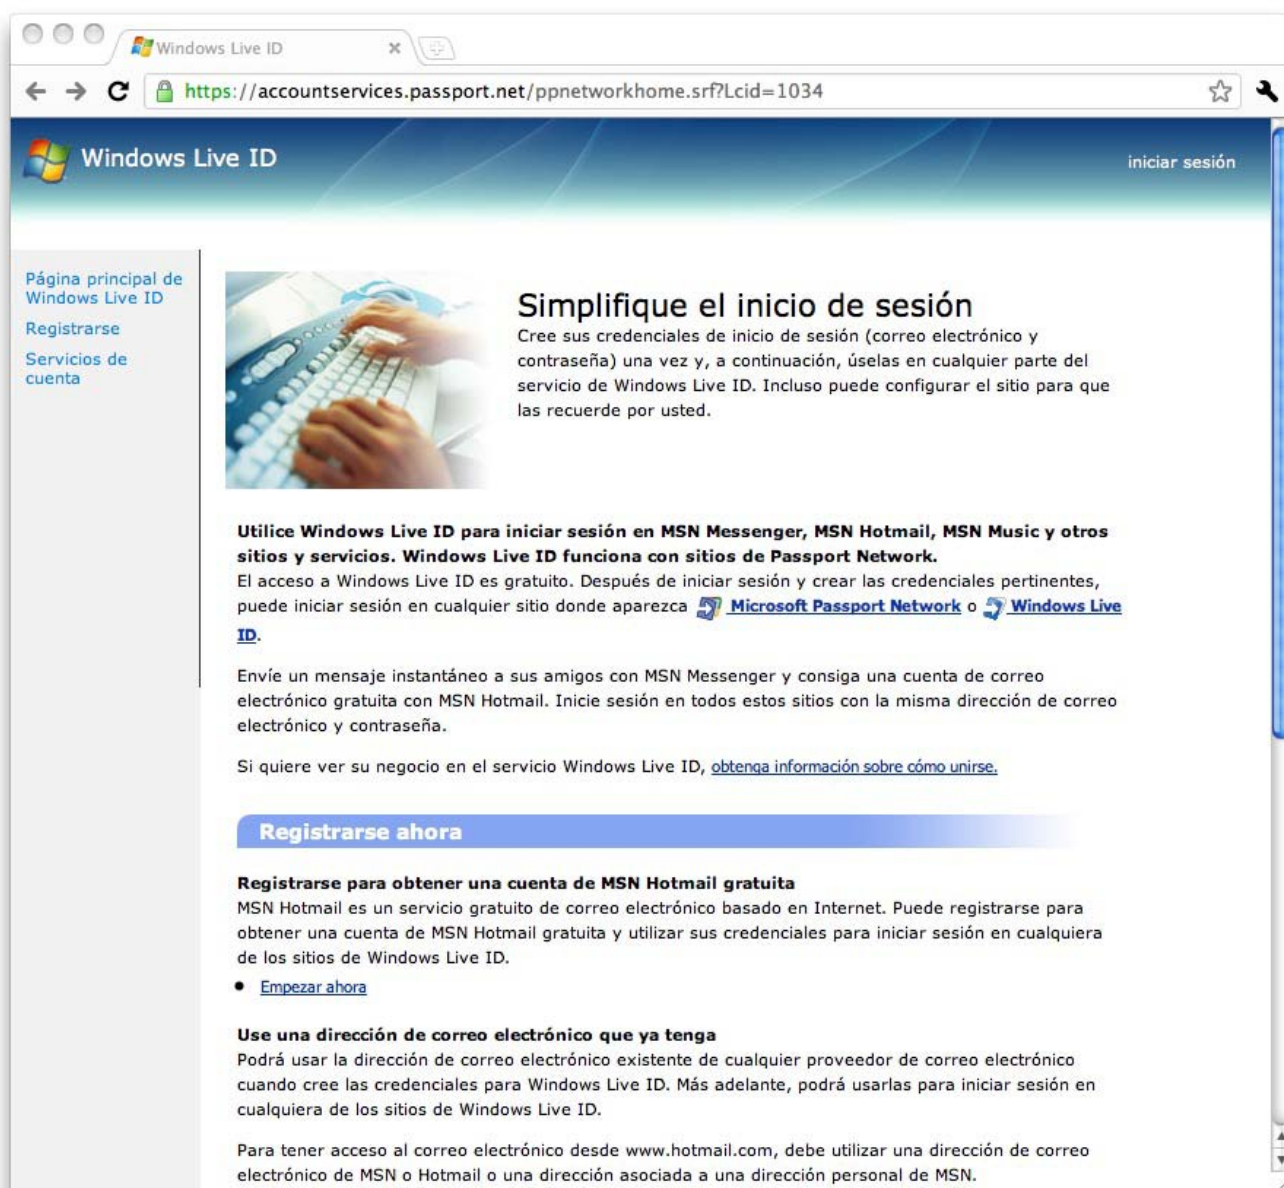 Windows Live ID
https://accountservices.passport.net/ppnetworkhome.srf?Lcid=1034
Windows Live ID
iniciar sesión
Página principal de
Windows Live ID
Registrarse
Servicios de
cuenta
Simplifique el inicio de sesión
Cree sus credenciales de inicio de sesión (correo electrónico y
contraseña) una vez y, a continuación, úselas en cualquier parte del
servicio de Windows Live ID. Incluso puede configurar el sitio para que
las recuerde por usted.
Utilice Windows Live ID para iniciar sesión en MSN Messenger, MSN Hotmail, MSN Music y otros
sitios y servicios. Windows Live ID funciona con sitios de Passport Network.
El acceso a Windows Live ID es gratuito. Después de iniciar sesión y crear las credenciales pertinentes,
puede iniciar sesión en cualquier sitio donde aparezca Microsoft Passport Network o Windows Live
ID.
Envíe un mensaje instantáneo a sus amigos con MSN Messenger y consiga una cuenta de correo
electrónico gratuita con MSN Hotmail. Inicie sesión en todos estos sitios con la misma dirección de correo
electrónico y contraseña.
Si quiere ver su negocio en el servicio Windows Live ID, obtenga información sobre cómo unirse.
Registrarse ahora
Registrarse para obtener una cuenta de MSN Hotmail gratuita
MSN Hotmail es un servicio gratuito de correo electrónico basado en Internet. Puede registrarse para
obtener una cuenta de MSN Hotmail gratuita y utilizar sus credenciales para iniciar sesión en cualquiera
de los sitios de Windows Live ID.
• Empezar ahora
Use una dirección de correo electrónico que ya tenga
Podrá usar la dirección de correo electrónico existente de cualquier proveedor de correo electrónico
cuando cree las credenciales para Windows Live ID. Más adelante, podrá usarlas para iniciar sesión en
cualquiera de los sitios de Windows Live ID.
Para tener acceso al correo electrónico desde www.hotmail.com, debe utilizar una dirección de correo
electrónico de MSN o Hotmail o una dirección asociada a una dirección personal de MSN.